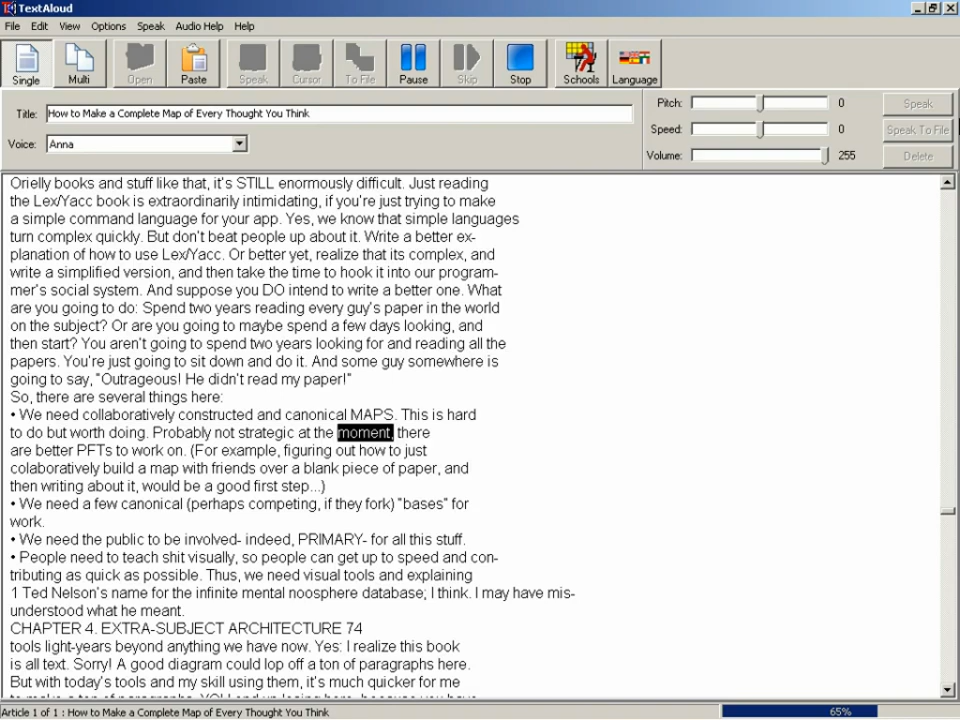 TextAloud
File Edit View Options Speak Audio Help Help
Single Multi Open Paste Speak Cursor To File Pause Skip Stop Schools Language
Title: How to Make a Complete Map of Every Thought You Think
Voice: Anna
Pitch: 0 Speak
Speed: 0 Speak To File
Volume: 255 Delete
Orielly books and stuff like that, it's STILL enormously difficult. Just reading
the Lex/Yacc book is extraordinarily intimidating, if you're just trying to make
a simple command language for your app. Yes, we know that simple languages
turn complex quickly. But don't beat people up about it. Write a better ex-
planation of how to use Lex/Yacc. Or better yet, realize that its complex, and
write a simplified version, and then take the time to hook it into our program-
mer's social system. And suppose you DO intend to write a better one. What
are you going to do: Spend two years reading every guy's paper in the world
on the subject? Or are you going to maybe spend a few days looking, and
then start? You aren't going to spend two years looking for and reading all the
papers. You're just going to sit down and do it. And some guy somewhere is
going to say, "Outrageous! He didn't read my paper!"
So, there are several things here:
• We need collaboratively constructed and canonical MAPS. This is hard
to do but worth doing. Probably not strategic at the moment, there
are better PFTs to work on. (For example, figuring out how to just
colaboratively build a map with friends over a blank piece of paper, and
then writing about it, would be a good first step...)
• We need a few canonical (perhaps competing, if they fork) "bases" for
work.
• We need the public to be involved- indeed, PRIMARY- for all this stuff.
• People need to teach shit visually, so people can get up to speed and con-
tributing as quick as possible. Thus, we need visual tools and explaining
1 Ted Nelson's name for the infinite mental noosphere database; I think. I may have mis-
understood what he meant.
CHAPTER 4. EXTRA-SUBJECT ARCHITECTURE 74
tools light-years beyond anything we have now. Yes: I realize this book
is all text. Sorry! A good diagram could lop off a ton of paragraphs here.
But with today's tools and my skill using them, it's much quicker for me
Article 1 of 1 : How to Make a Complete Map of Every Thought You Think 65%